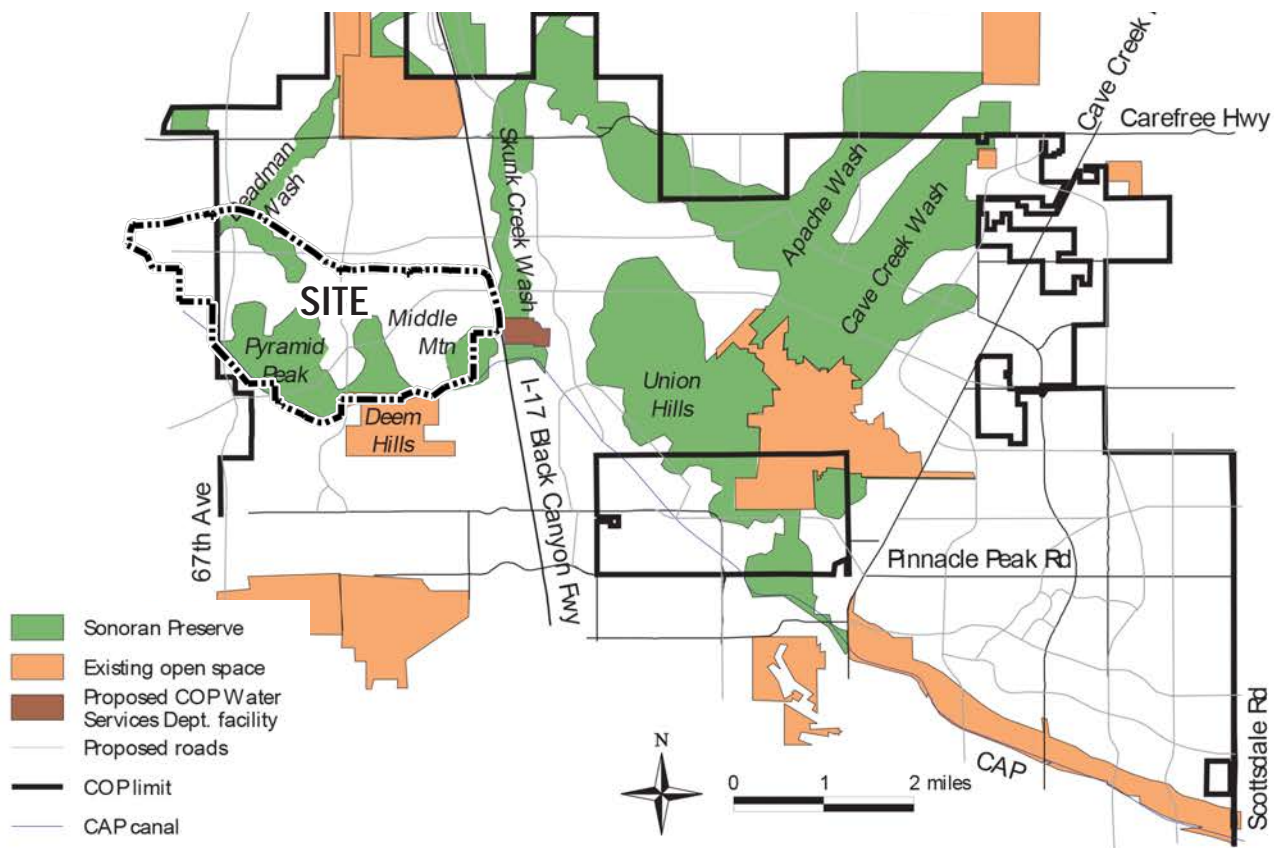 Cave Creek
Carefree Hwy
Skunk Creek Wash
Deadman
Wash
Apache Wash
Cave Creek Wash
SITE
Middle
Mtn
Pyramid
Peak
Union
Hills
Deem
Hills
I-17 Black Canyon Fwy
67th Ave
Pinnacle Peak Rd
Sonoran Preserve
Existing open space
Proposed COP Water
Services Dept. facility
Proposed roads
COP limit
CAP canal
N
0 1 2 miles
CAP
Scottsdale Rd